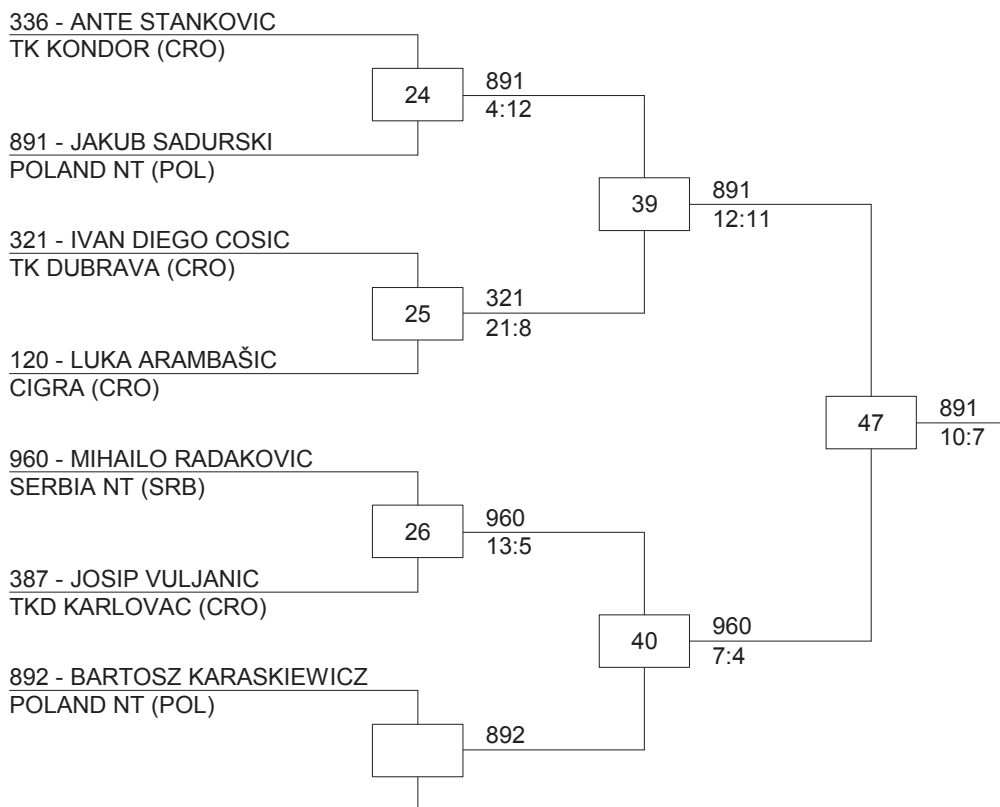 336 - ANTE STANKOVIC
TK KONDOR (CRO)
24
891
4:12
891 - JAKUB SADURSKI
POLAND NT (POL)
39
891
12:11
321 - IVAN DIEGO COSIC
TK DUBRAVA (CRO)
25
321
21:8
120 - LUKA ARAMBAŠIC
CIGRA (CRO)
47
891
10:7
960 - MIHAILO RADAKOVIC
SERBIA NT (SRB)
26
960
13:5
387 - JOSIP VULJANIC
TKD KARLOVAC (CRO)
40
960
7:4
892 - BARTOSZ KARASKIEWICZ
POLAND NT (POL)
892